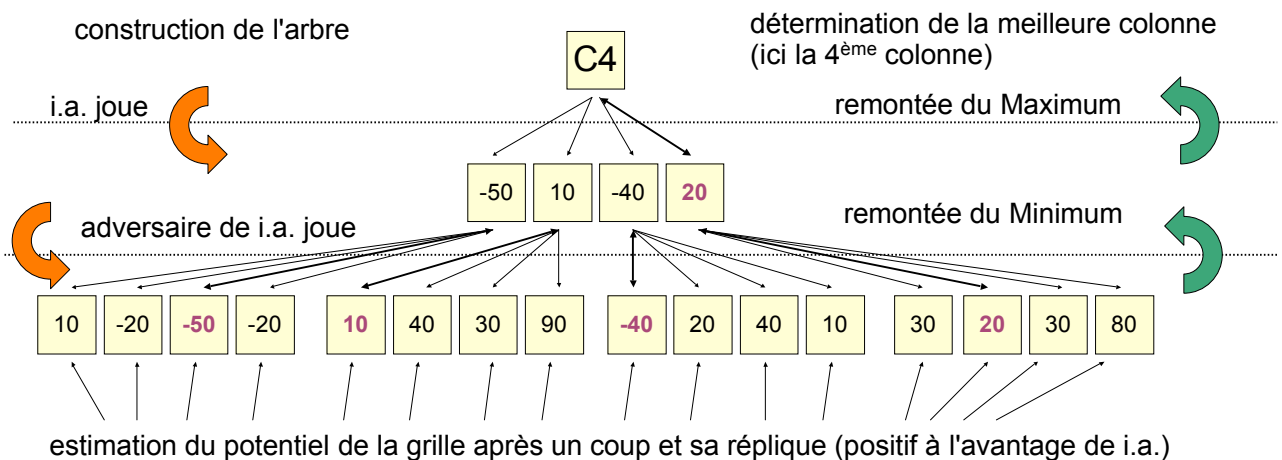 construction de l'arbre
détermination de la meilleure colonne
(ici la 4ème colonne)
C4
i.a. joue
remontée du Maximum
-50 10 -40 20
adversaire de i.a. joue
remontée du Minimum
10 -20 -50 -20 10 40 30 90 -40 20 40 10 30 20 30 80
estimation du potentiel de la grille après un coup et sa réplique (positif à l'avantage de i.a.)